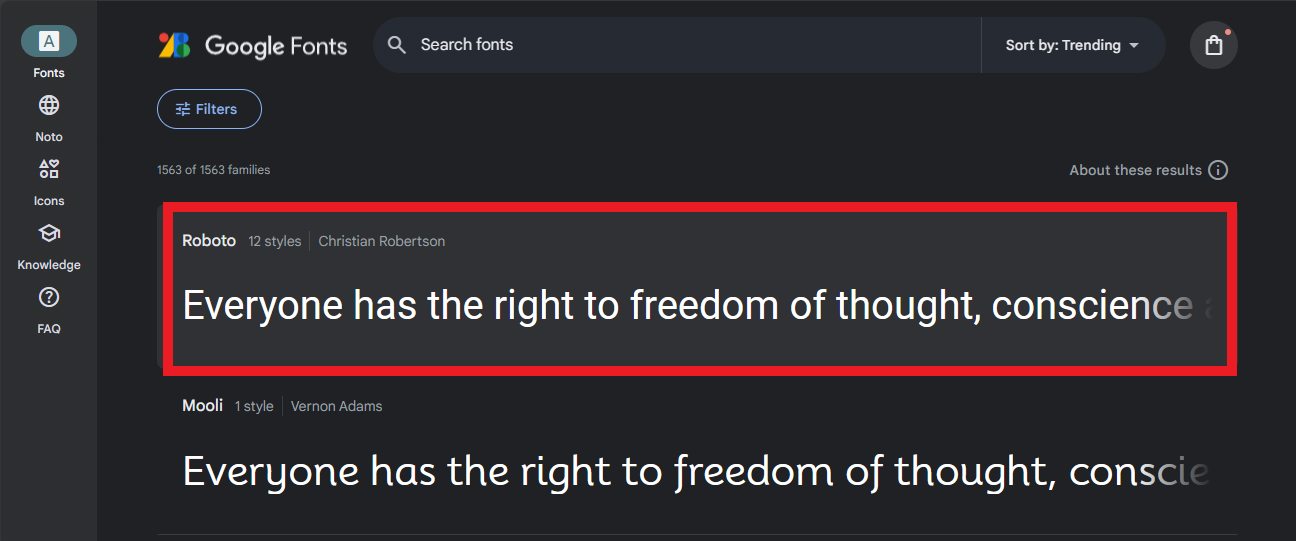 A
Fonts
Noto
Icons
Knowledge
?
FAQ
Google Fonts
Search fonts
Sort by: Trending
Filters
1563 of 1563 families
About these results
Roboto 12 styles Christian Robertson
Everyone has the right to freedom of thought, conscience a
Mooli 1 style Vernon Adams
Everyone has the right to freedom of thought, conscie